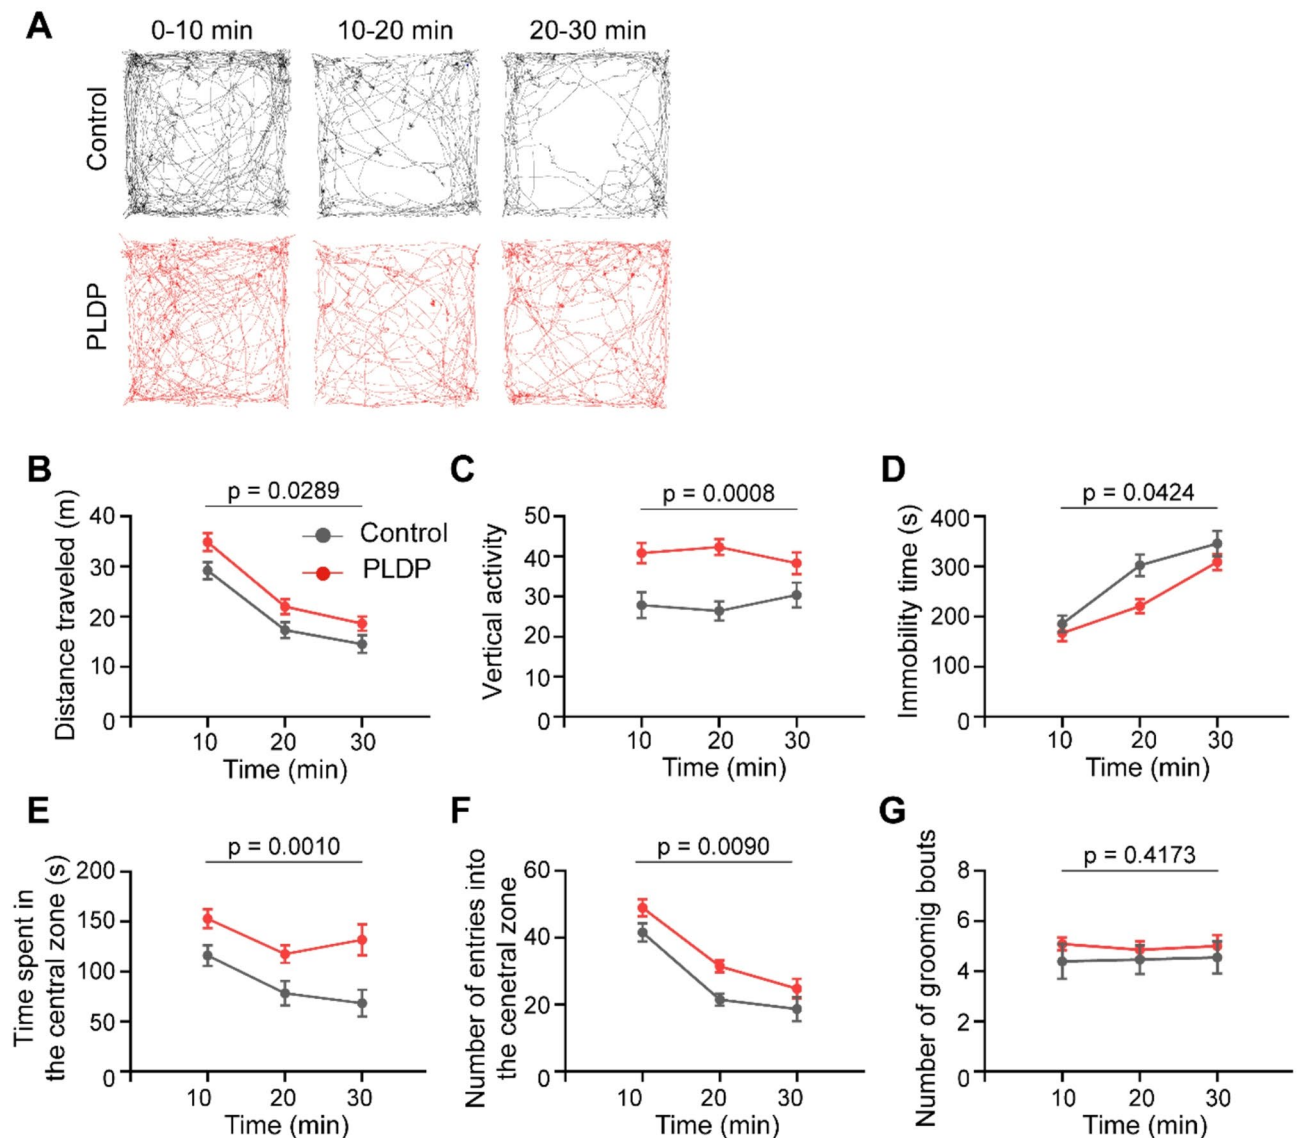 A
0-10 min
10-20 min
20-30 min
Control
PLDP
B
p = 0.0289
Distance traveled (m)
40
30
20
10
0
Control
PLDP
10
20
30
Time (min)
C
p = 0.0008
Vertical activity
50
40
30
20
10
0
10
20
30
Time (min)
D
p = 0.0424
Immobility time (s)
400
300
200
100
0
10
20
30
Time (min)
E
p = 0.0010
Time spent in
the central zone (s)
200
150
100
50
0
10
20
30
Time (min)
F
p = 0.0090
Number of entries into
the cenetral zone
60
40
20
0
10
20
30
Time (min)
G
p = 0.4173
Number of groomig bouts
8
6
4
2
0
10
20
30
Time (min)